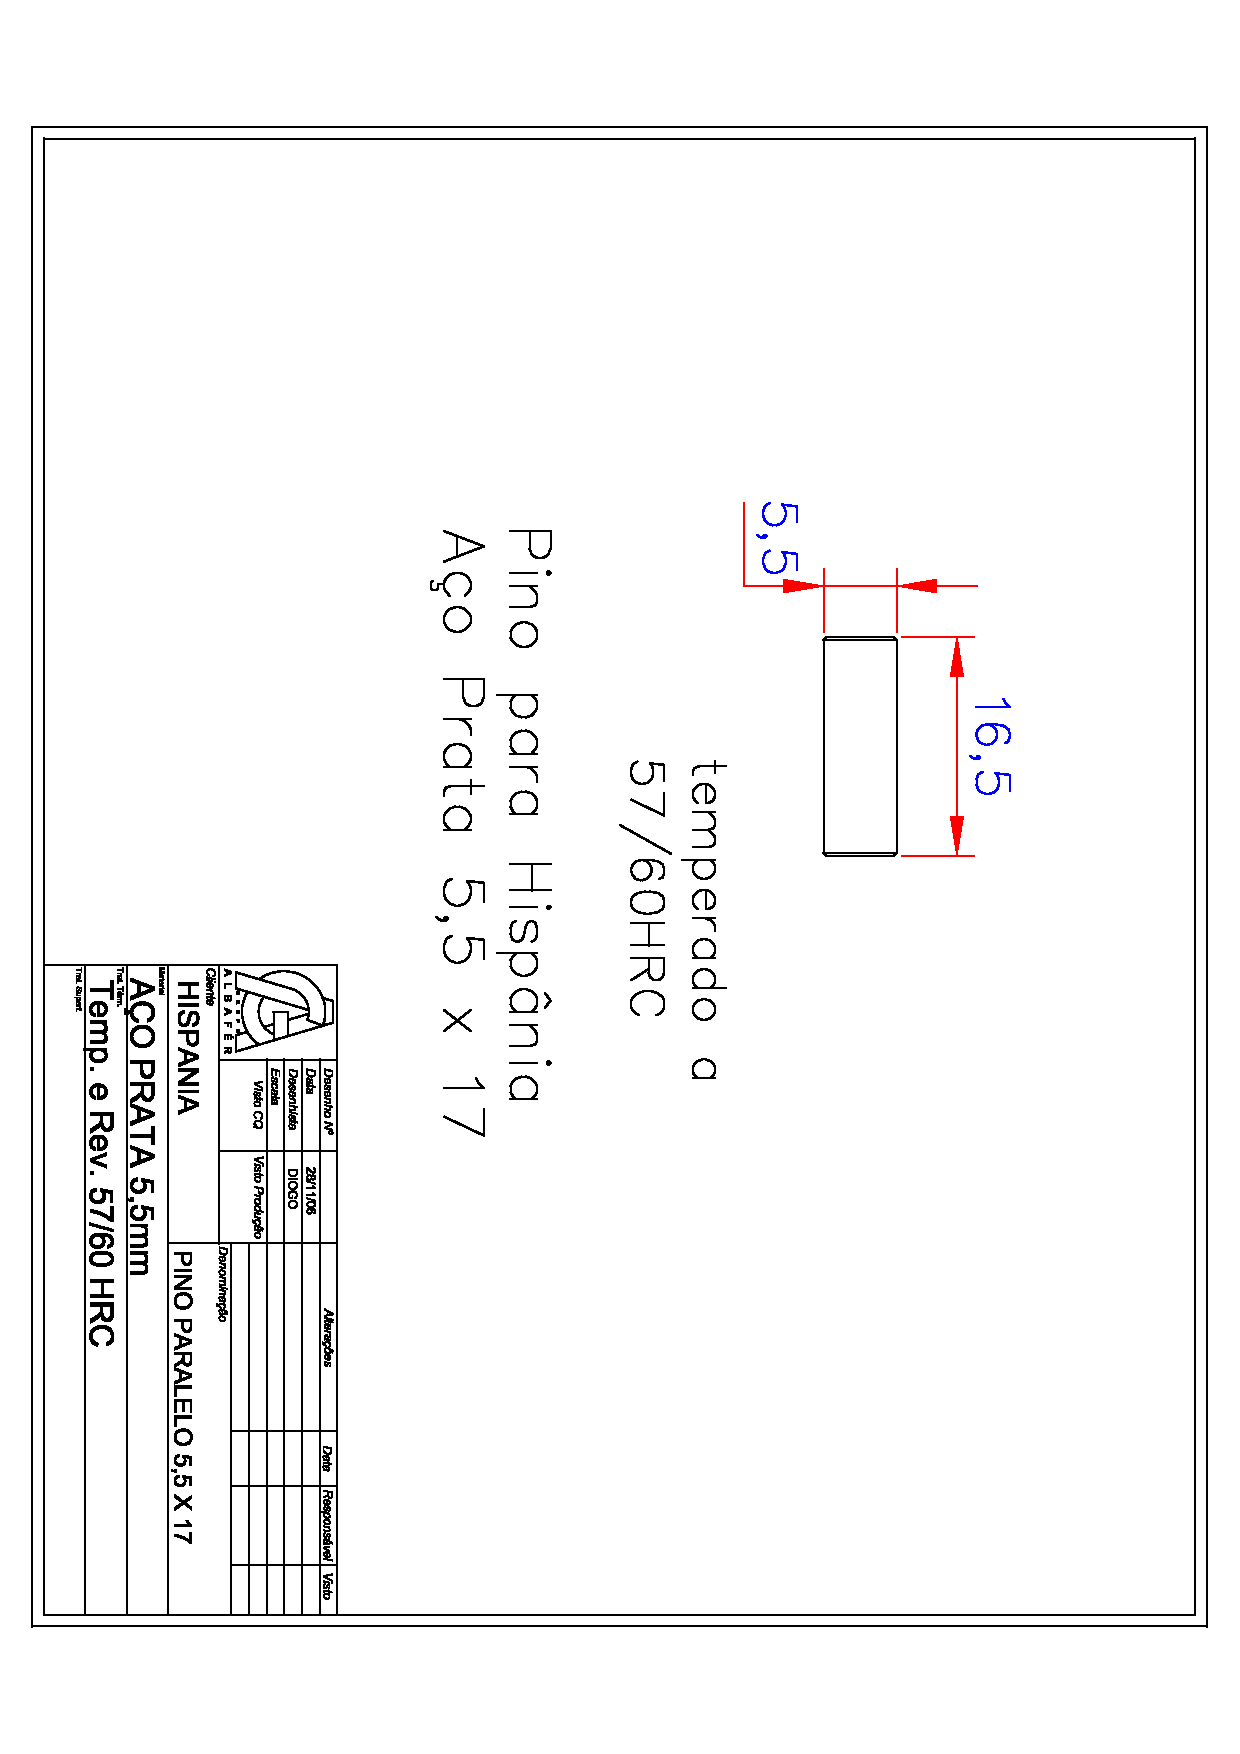 16,5
5,5
temperado a
57//60HRC
Pino para Hispânia
Aço Prata 5,5 x 17
ALBAFER
Desenho Nº
Data 28/11/06
Desenhista DIOGO
Escala
Visto CQ Visto Produção
Alterações Data Responsável Visto
Cliente
HISPANIA
Denominação
PINO PARALELO 5,5 X 17
Material
AÇO PRATA 5,5mm
Trat. Térm.
Temp. e Rev. 57/60 HRC
Trat. Superf.